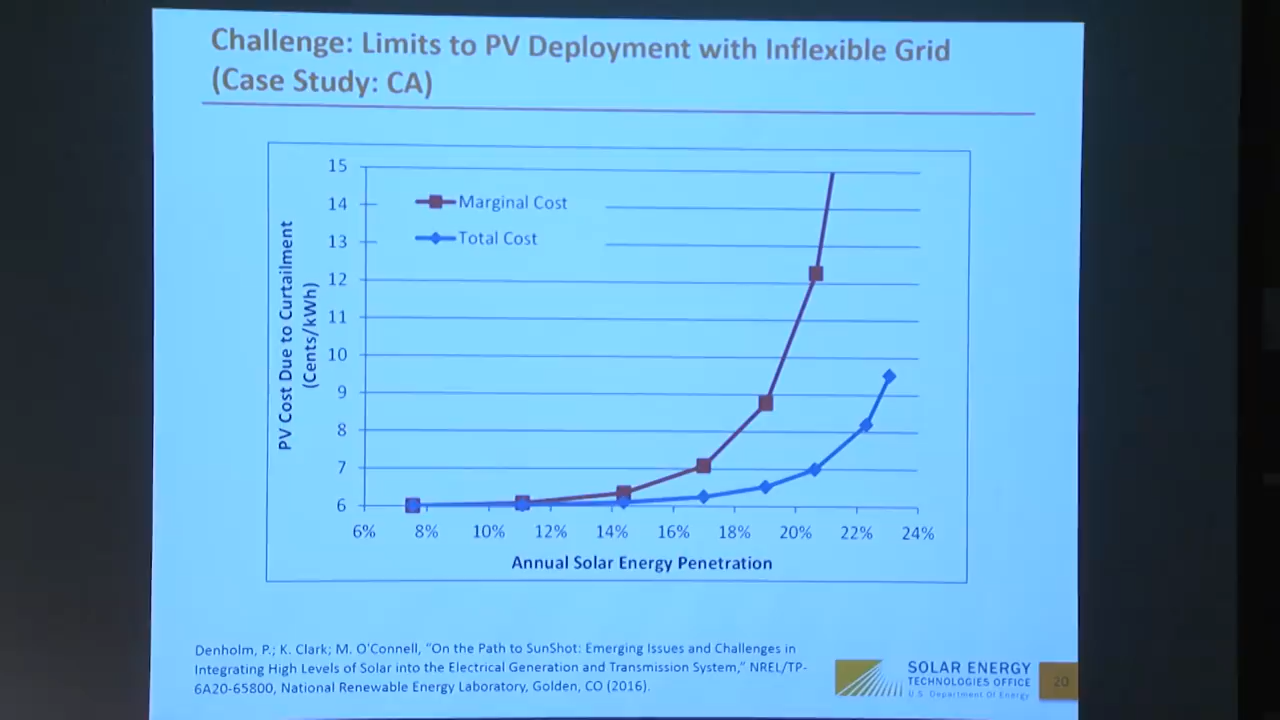 Challenge: Limits to PV Deployment with Inflexible Grid
(Case Study: CA)
15
14
13
12
11
10
9
8
7
6
PV Cost Due to Curtailment
(Cents/kWh)
Marginal Cost
Total Cost
6% 8% 10% 12% 14% 16% 18% 20% 22% 24%
Annual Solar Energy Penetration
Denholm, P.; K. Clark; M. O'Connell, "On the Path to SunShot: Emerging Issues and Challenges in
Integrating High Levels of Solar into the Electrical Generation and Transmission System," NREL/TP-
6A20-65800, National Renewable Energy Laboratory, Golden, CO (2016).
SOLAR ENERGY
TECHNOLOGIES OFFICE
U.S. Department Of Energy
20